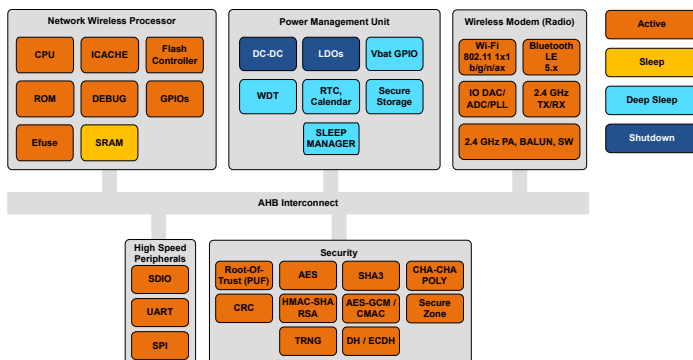 Network Wireless Processor
CPU
ICACHE
Flash
Controller
ROM
DEBUG
GPIOs
Efuse
SRAM
Power Management Unit
DC-DC
LDOs
Vbat GPIO
WDT
RTC,
Calendar
Secure
Storage
SLEEP
MANAGER
Wireless Modem (Radio)
Wi-Fi
802.11 1x1
b/g/n/ax
Bluetooth
LE
5.x
IO DAC/
ADC/PLL
2.4 GHz
TX/RX
2.4 GHz PA, BALUN, SW
Active
Sleep
Deep Sleep
Shutdown
AHB Interconnect
High Speed
Peripherals
SDIO
UART
SPI
Security
Root-Of-
Trust (PUF)
AES
SHA3
CHA-CHA
POLY
CRC
HMAC-SHA
RSA
AES-GCM /
CMAC
Secure
Zone
TRNG
DH / ECDH